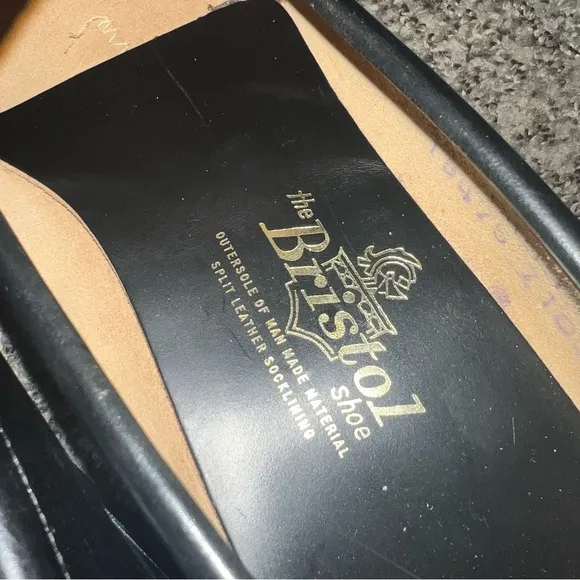 the
Bristol
shoe
OUTERSOLE OF MAN MADE MATERIAL
SPLIT LEATHER SOCKLINING